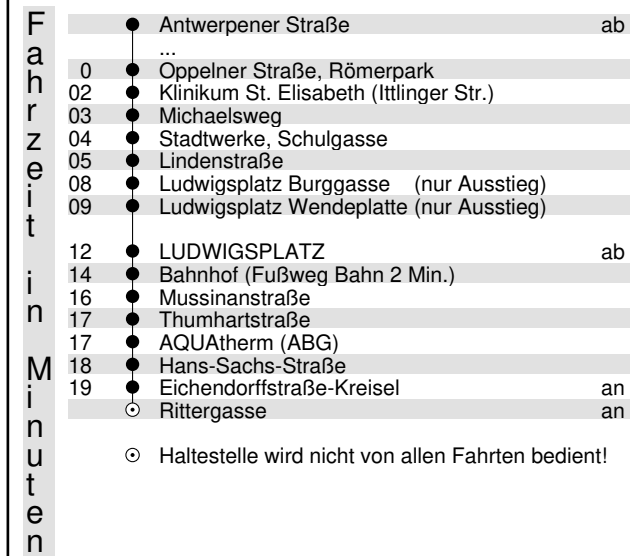 Fahrzeit in Minuten
Antwerpener Straße ab
...
0 Oppelner Straße, Römerpark
02 Klinikum St. Elisabeth (Ittlinger Str.)
03 Michaelsweg
04 Stadtwerke, Schulgasse
05 Lindenstraße
08 Ludwigsplatz Burggasse (nur Ausstieg)
09 Ludwigsplatz Wendeplatte (nur Ausstieg)
12 LUDWIGSPLATZ ab
14 Bahnhof (Fußweg Bahn 2 Min.)
16 Mussinanstraße
17 Thumhartstraße
17 AQUAtherm (ABG)
18 Hans-Sachs-Straße
19 Eichendorffstraße-Kreisel an
Rittergasse an
Haltestelle wird nicht von allen Fahrten bedient!